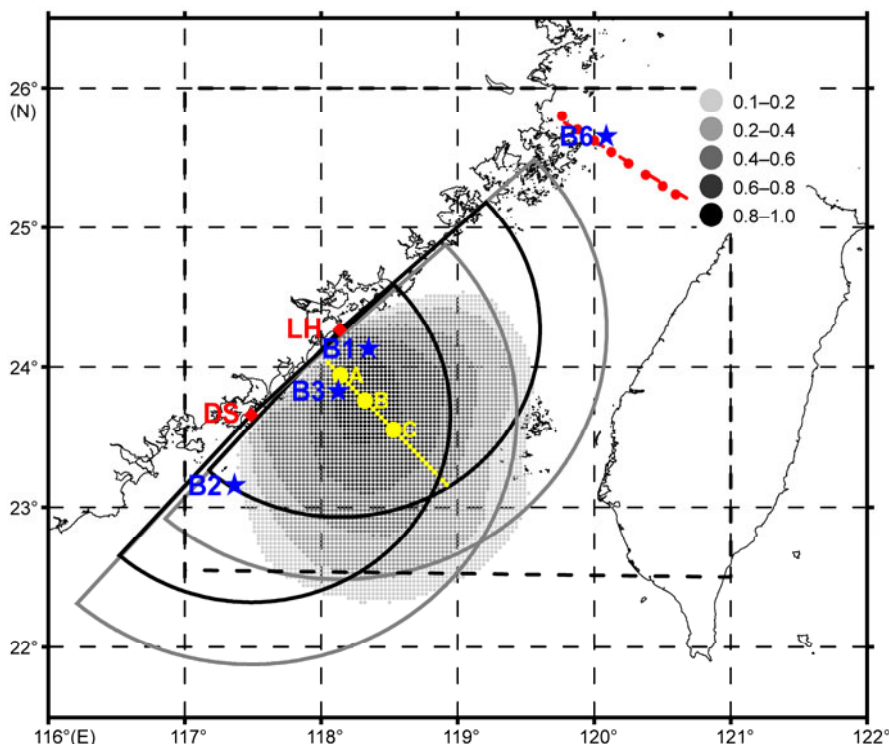 26°
(N)
25°
24°
23°
22°
116°(E)
117°
118°
119°
120°
121°
122°
0.1–0.2
0.2–0.4
0.4–0.6
0.6–0.8
0.8–1.0
B6
LH
B1
A
B3
B
DS
C
B2